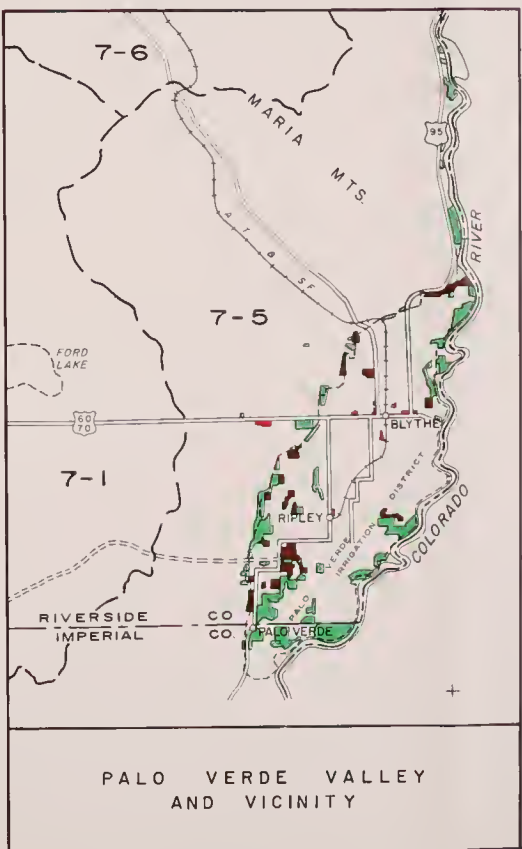 7-6
MARIA
MTS.
95
RIVER
A T & SF
7-5
FORD
LAKE
60
70
BLYTHE
7-1
RIPLEY
PALO VERDE
IRRIGATION DISTRICT
COLORADO
RIVERSIDE CO
IMPERIAL CO.
PALO VERDE
PALO VERDE VALLEY
AND VICINITY